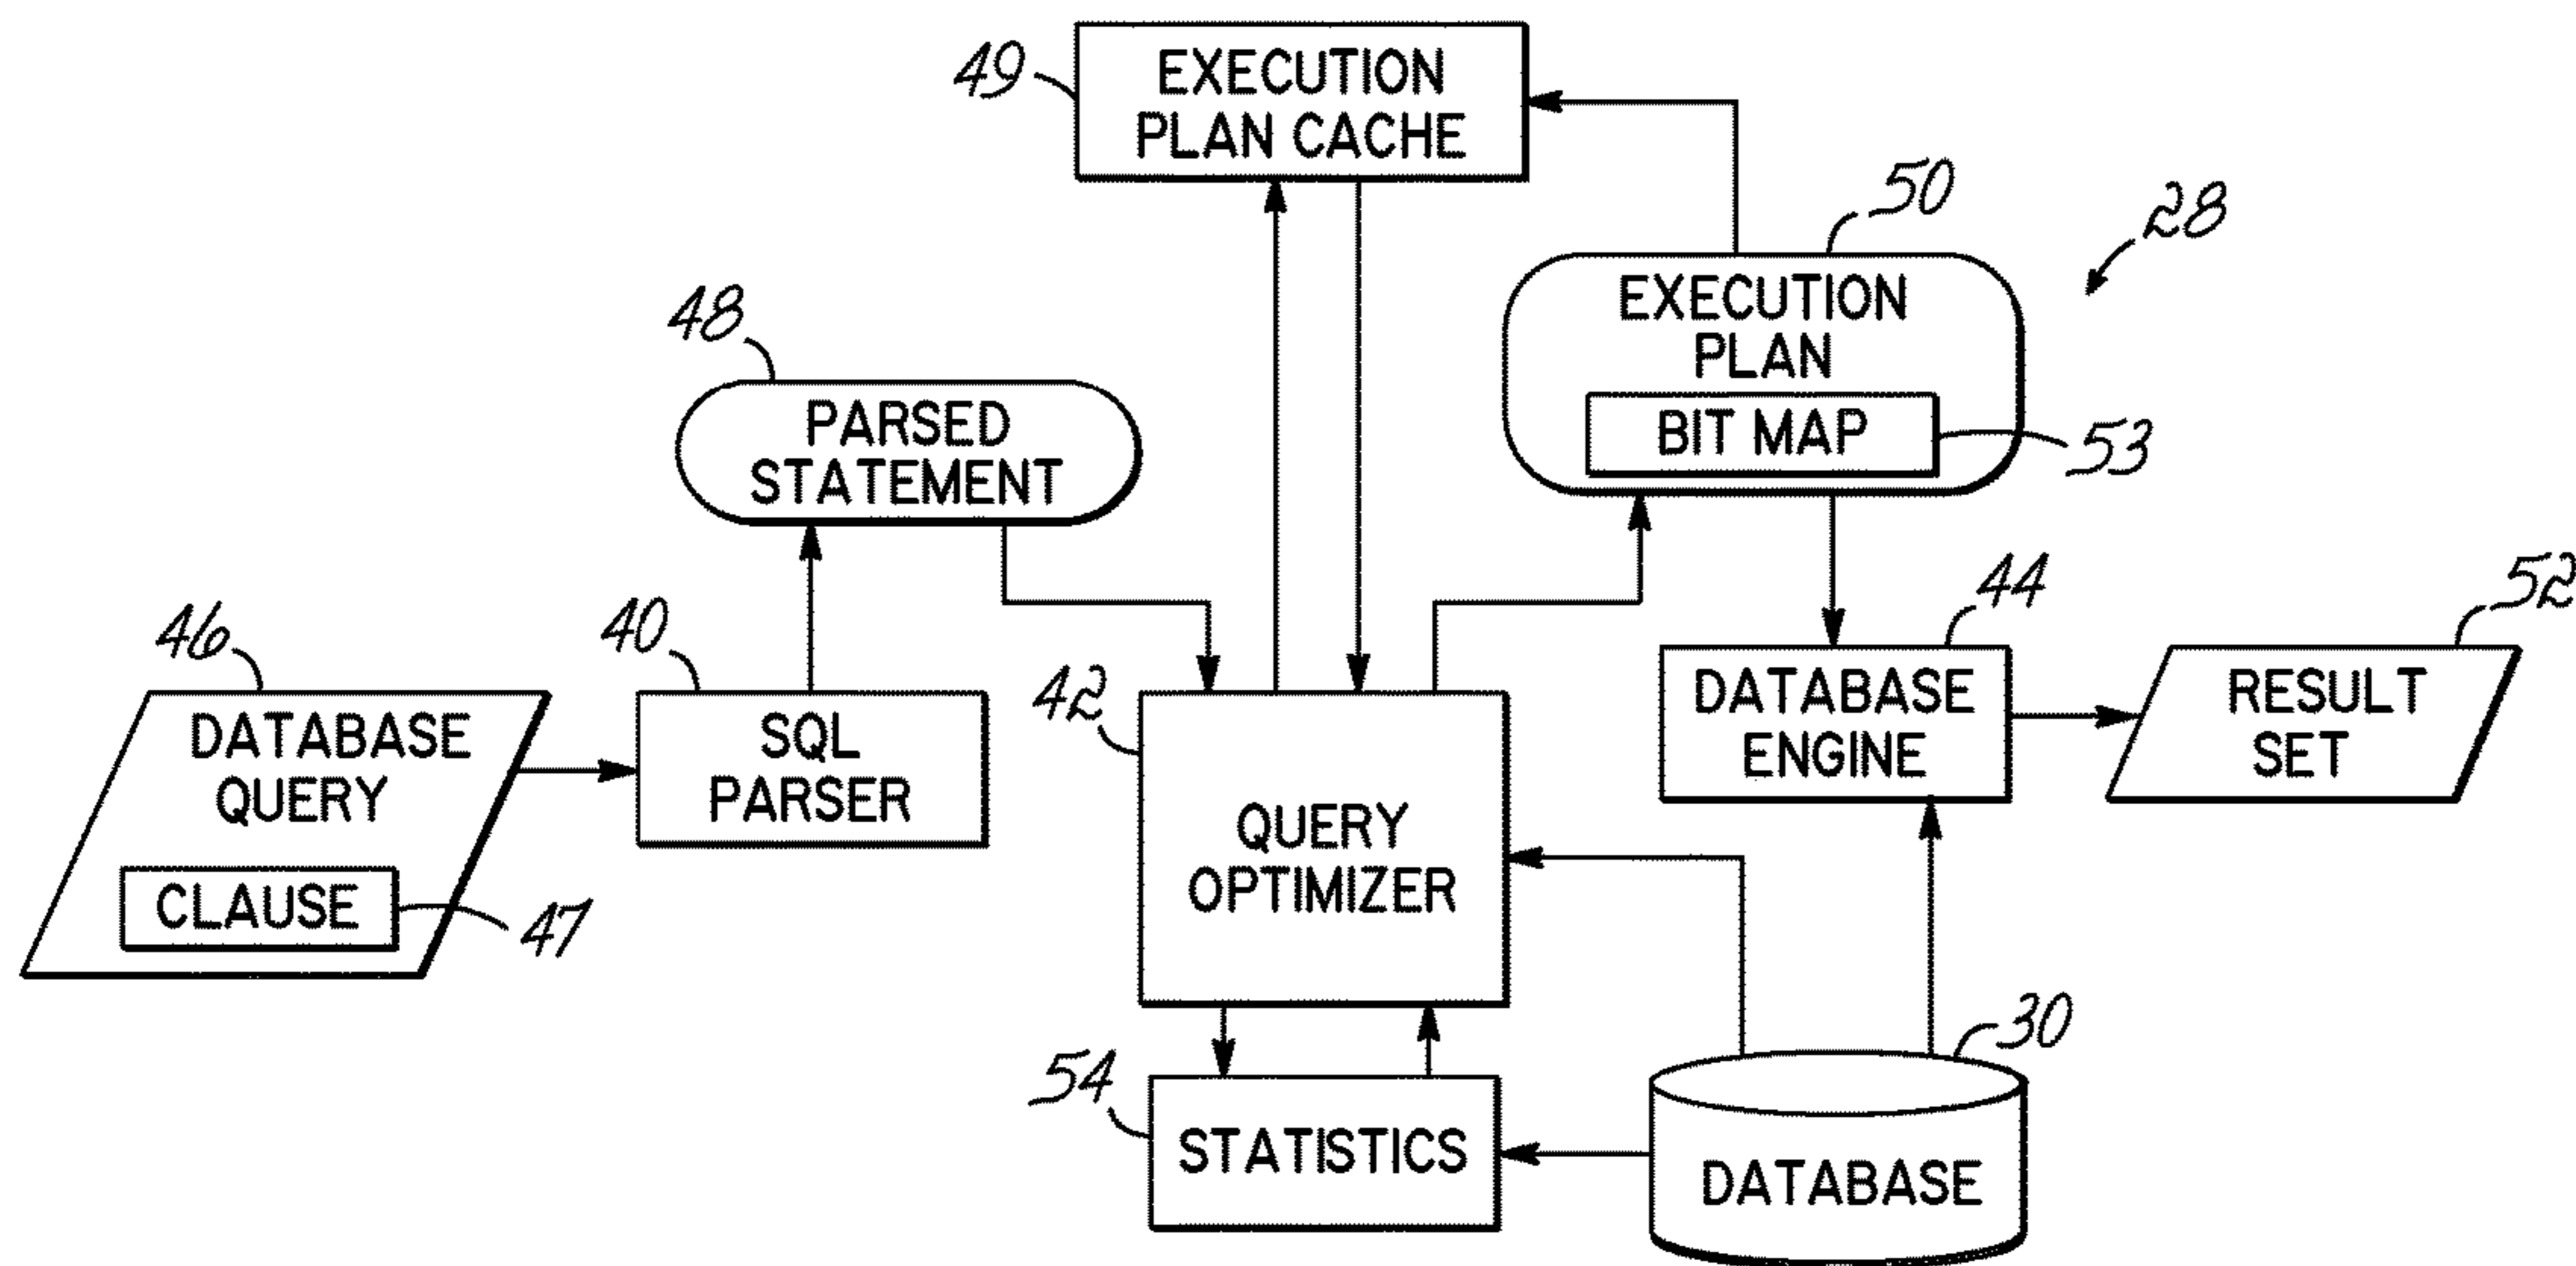 49
EXECUTION
PLAN CACHE
50
28
EXECUTION
PLAN
BIT MAP
53
48
PARSED
STATEMENT
46
DATABASE
QUERY
CLAUSE
47
40
SQL
PARSER
42
QUERY
OPTIMIZER
44
DATABASE
ENGINE
52
RESULT
SET
54
STATISTICS
30
DATABASE